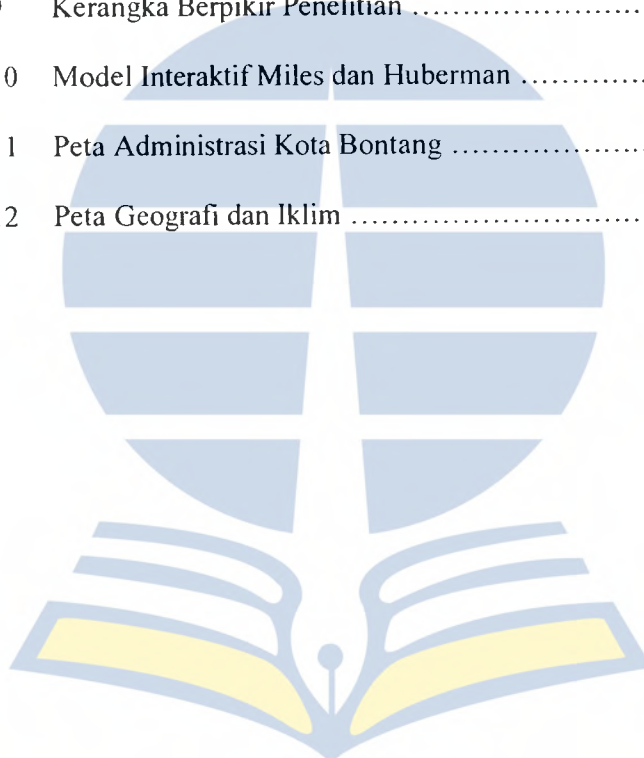 Kerangka Berpikir Penelitian ........................
0 Model Interaktif Miles dan Huberman .............
1 Peta Administrasi Kota Bontang .....................
2 Peta Geografi dan Iklim ..............................